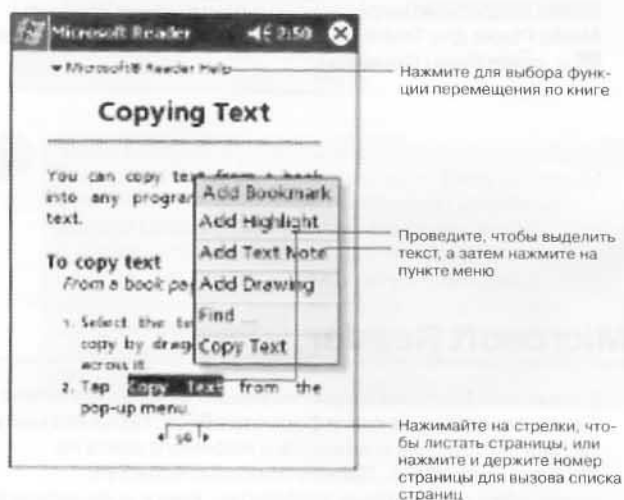 Microsoft Reader 2:50
Microsoft® Reader Help
Copying Text
You can copy text from a book
into any program
text.
To copy text
From a book pa
1. Select the te
copy by drag
across it.
2. Tap Copy Text from the
pop-up menu.
56
Add Bookmark
Add Highlight
Add Text Note
Add Drawing
Find
Copy Text
Нажмите для выбора функ-
ции перемещения по книге
Проведите, чтобы выделить
текст, а затем нажмите на
пункте меню
Нажимайте на стрелки, что-
бы листать страницы, или
нажмите и держите номер
страницы для вызова списка
страниц